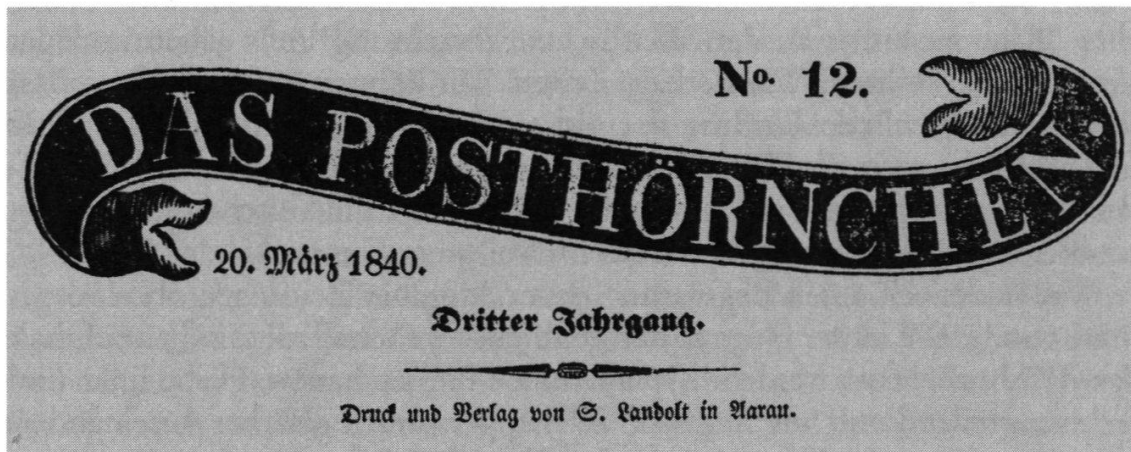 No. 12.
DAS POSTHÖRNCHEN.
20. März 1840.
Dritter Jahrgang.
Druck und Verlag von S. Landolt in Aarau.